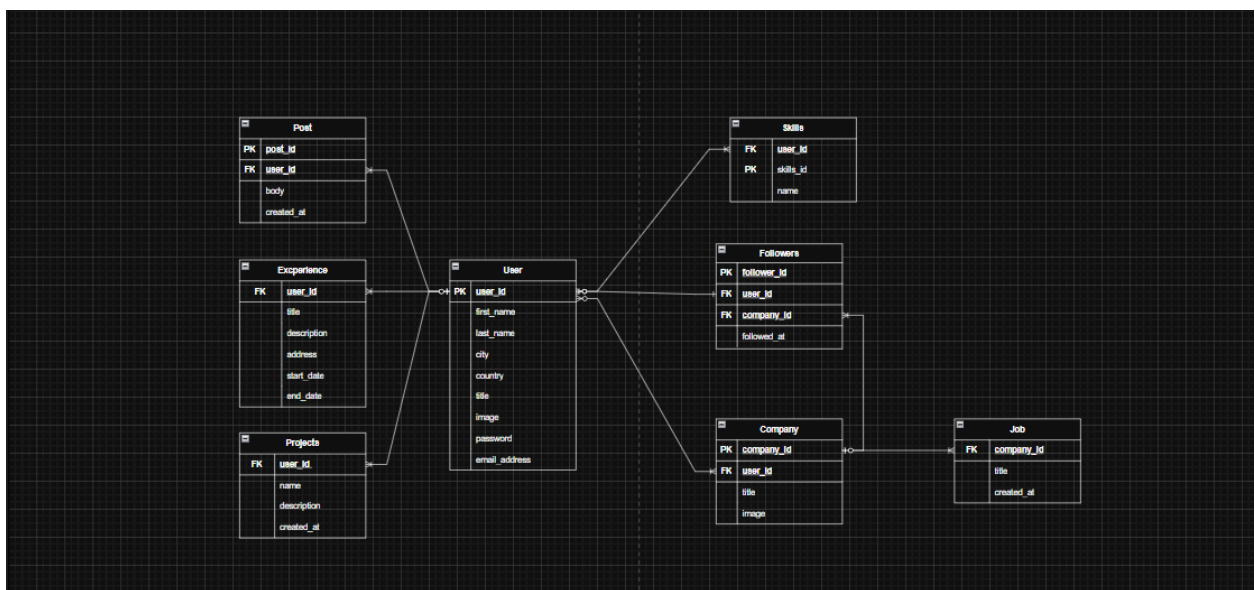 Post
PK post_id
FK user_id
body
created_at
Excperience
FK user_id
title
description
address
start_date
end_date
Projects
FK user_id
name
description
created_at
User
PK user_id
first_name
last_name
city
country
title
image
password
email_address
Skills
FK user_id
PK skills_id
name
Followers
PK follower_id
FK user_id
FK company_id
followed_at
Company
PK company_id
FK user_id
title
image
Job
FK company_id
title
created_at